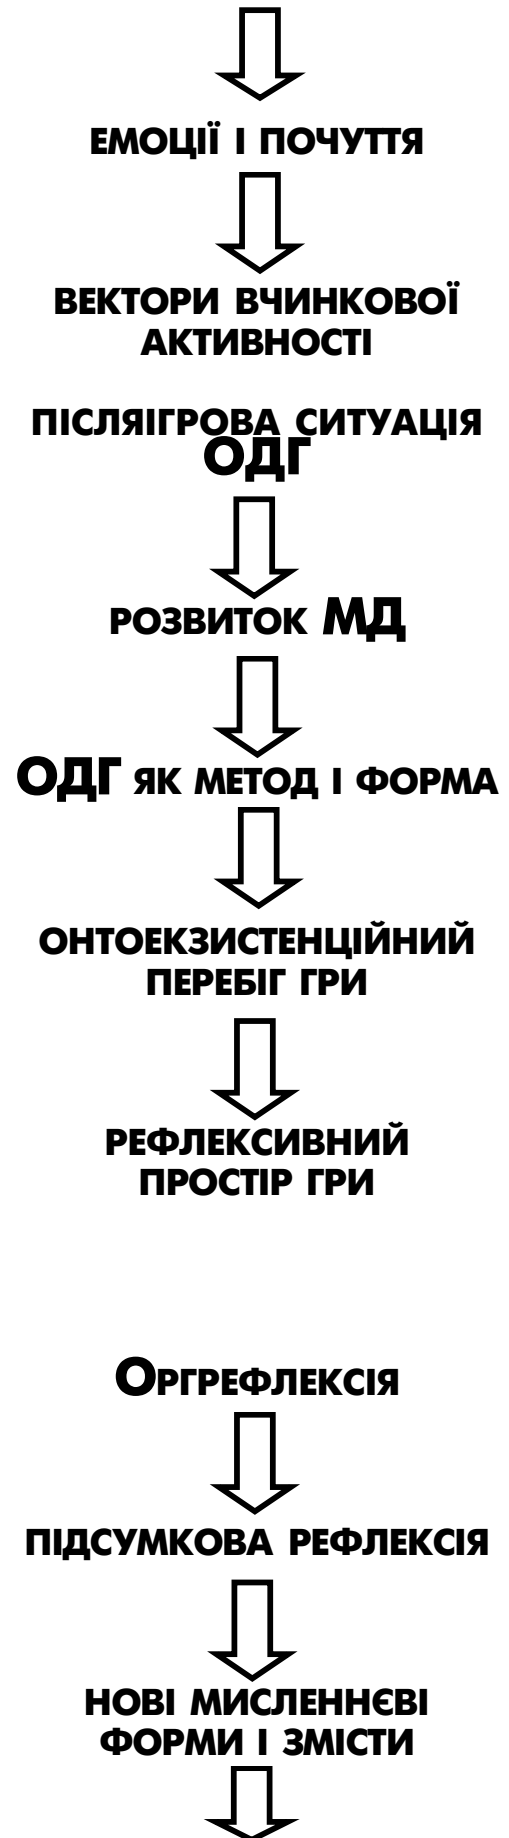 ЕМОЦІЇ І ПОЧУТТЯ
ВЕКТОРИ ВЧИНКОВОЇ
АКТИВНОСТІ
ПІСЛЯІГРОВА СИТУАЦІЯ
ОДГ
РОЗВИТОК МД
ОДГ ЯК МЕТОД І ФОРМА
ОНТОЕКЗИСТЕНЦІЙНИЙ
ПЕРЕБІГ ГРИ
РЕФЛЕКСИВНИЙ
ПРОСТІР ГРИ
ОРГРЕФЛЕКСІЯ
ПІДСУМКОВА РЕФЛЕКСІЯ
НОВІ МИСЛЕННЄВІ
ФОРМИ І ЗМІСТИ